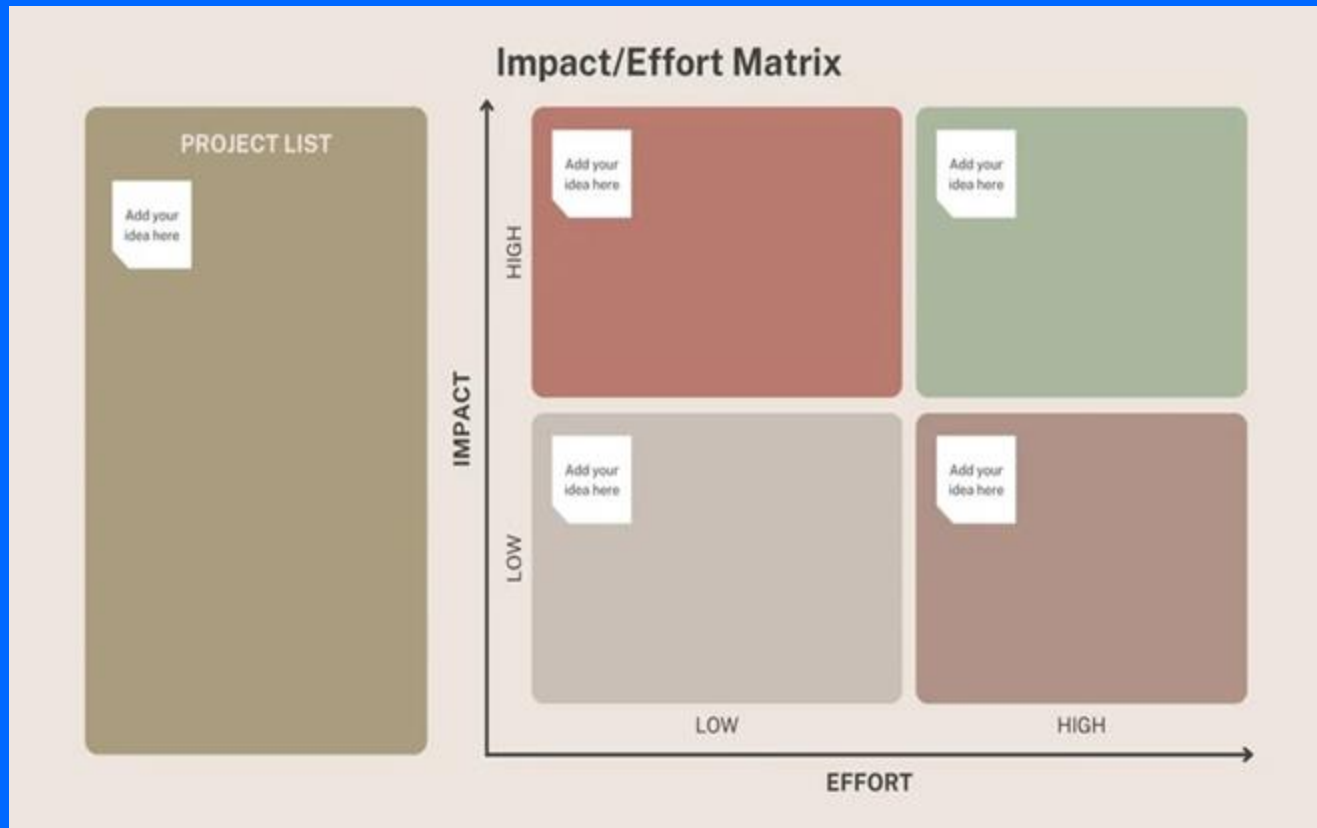 Impact/Effort Matrix
PROJECT LIST
Add your
idea here
IMPACT
HIGH
Add your
idea here
Add your
idea here
LOW
Add your
idea here
Add your
idea here
LOW
HIGH
EFFORT